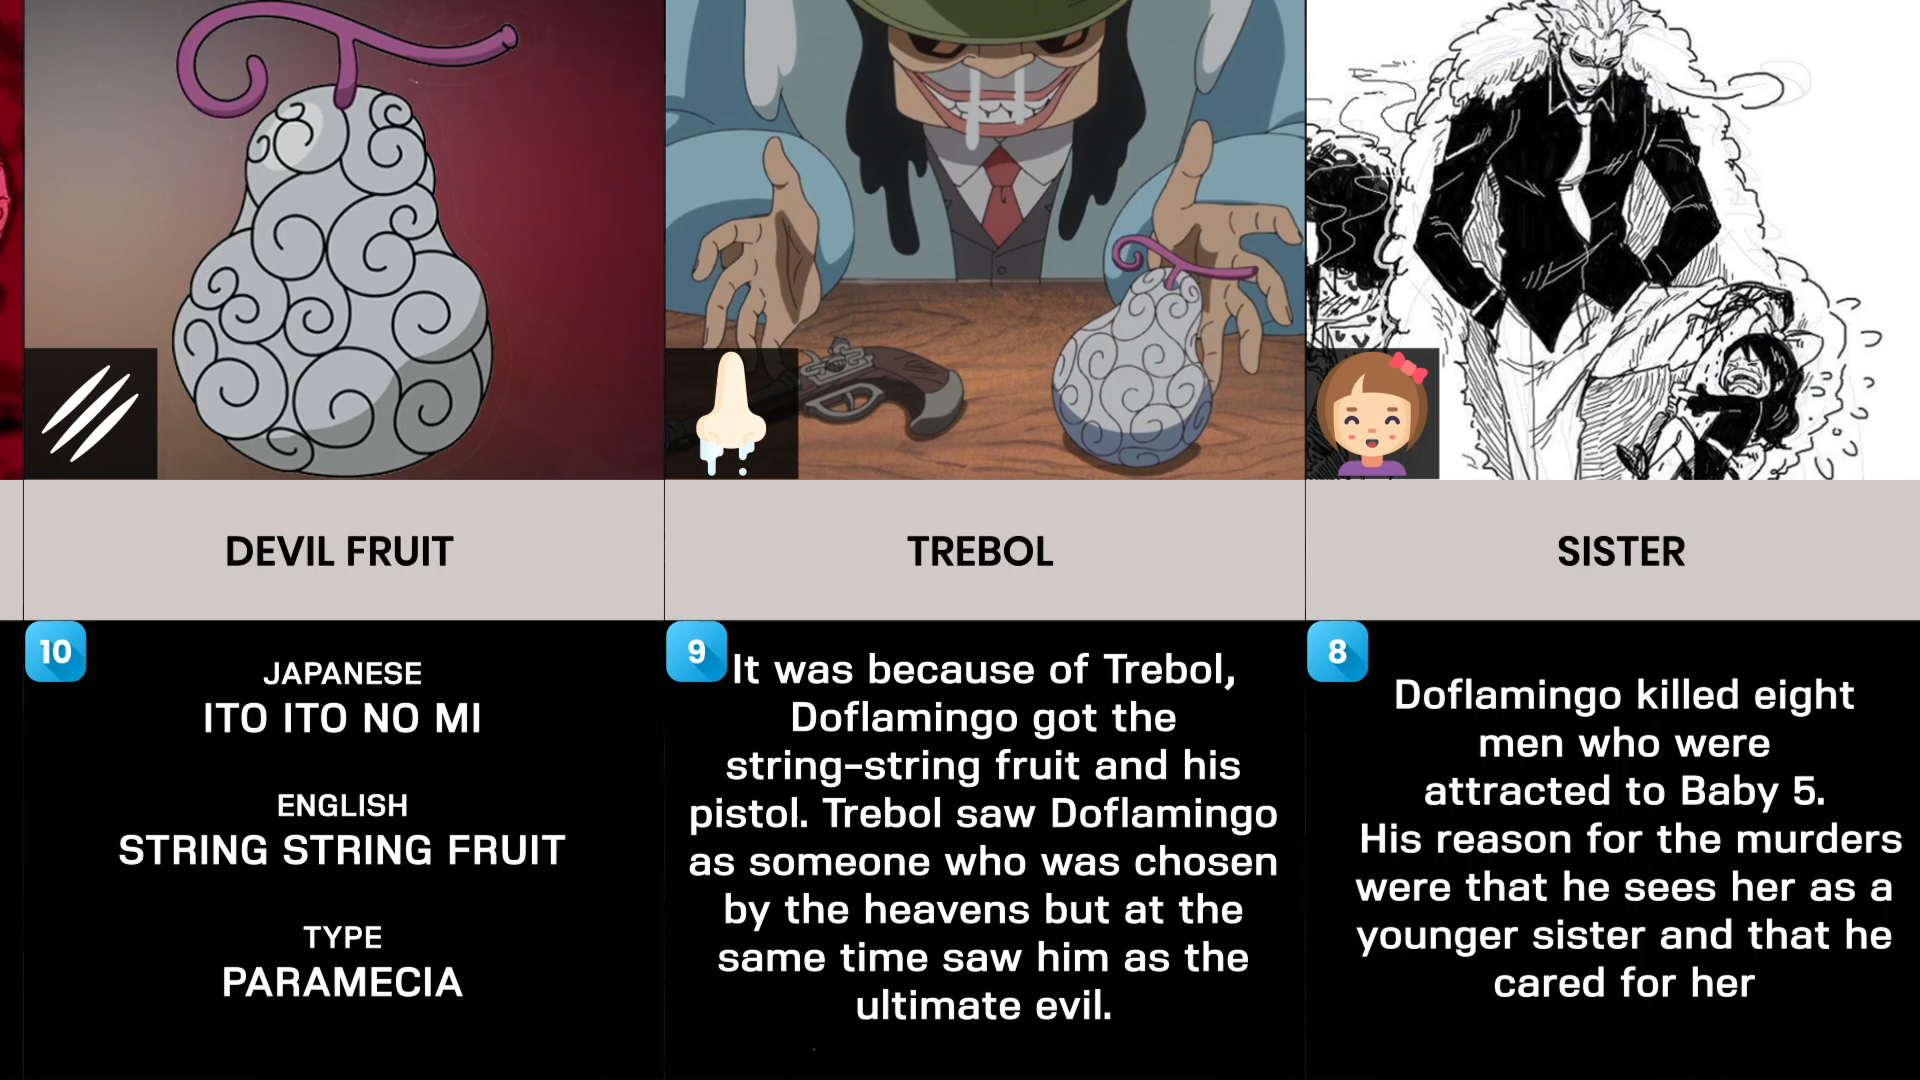 DEVIL FRUIT
10
JAPANESE
ITO ITO NO MI
ENGLISH
STRING STRING FRUIT
TYPE
PARAMECIA
TREBOL
9
It was because of Trebol,
Doflamingo got the
string-string fruit and his
pistol. Trebol saw Doflamingo
as someone who was chosen
by the heavens but at the
same time saw him as the
ultimate evil.
SISTER
8
Doflamingo killed eight
men who were
attracted to Baby 5.
His reason for the murders
were that he sees her as a
younger sister and that he
cared for her